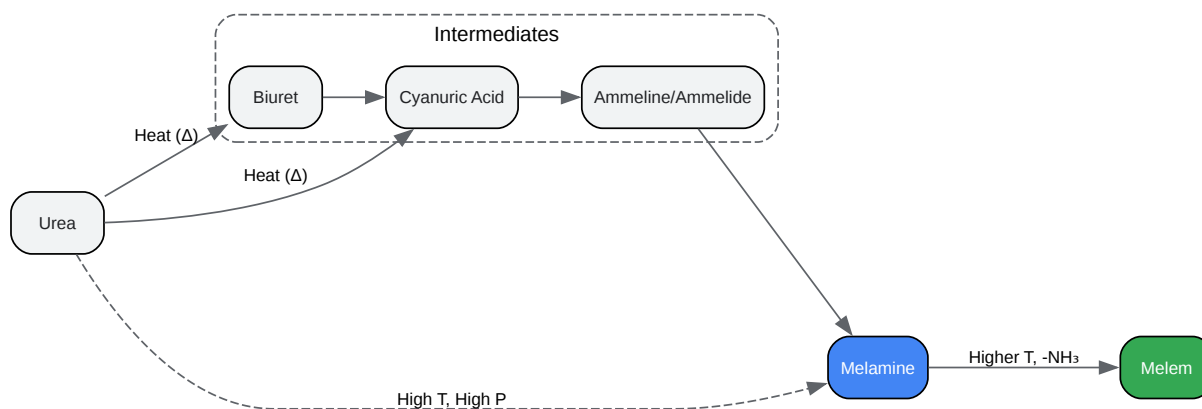 Intermediates
Biuret
Cyanuric Acid
Ammeline/Ammelide
Heat (Δ)
Heat (Δ)
Urea
Melamine
Higher T, -NH₃
Melem
High T, High P